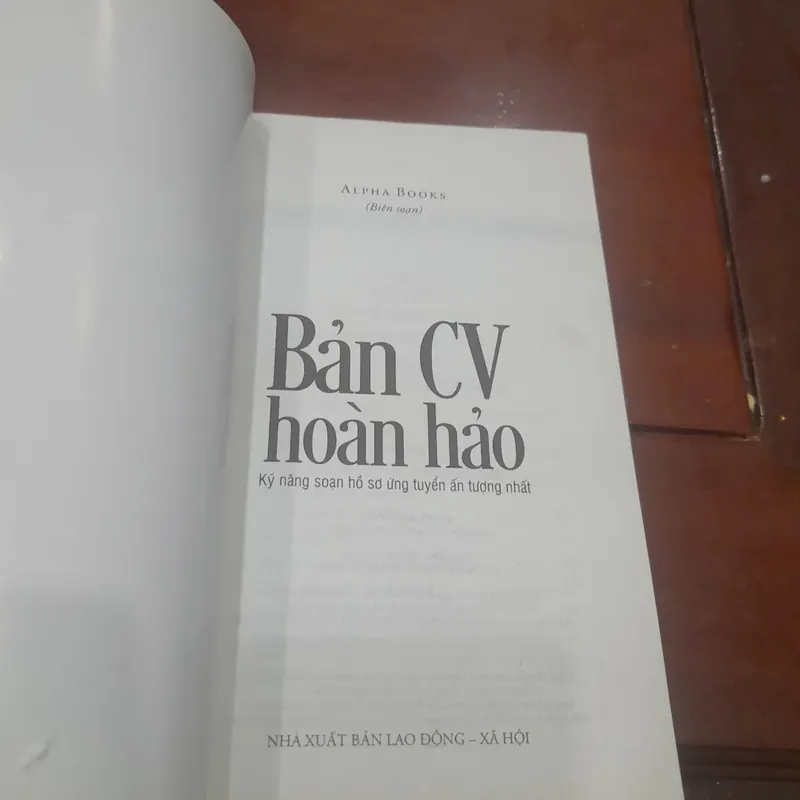 ALPHA BOOKS
(Biên soạn)
Bản CV
hoàn hảo
Kỹ năng soạn hồ sơ ứng tuyển ấn tượng nhất
NHÀ XUẤT BẢN LAO ĐỘNG – XÃ HỘI